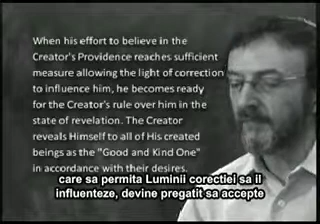 When his effort to believe in the
Creator's Providence reaches sufficient
measure allowing the light of correction
to influence him, he becomes ready
for the Creator's rule over him in the
state of revelation. The Creator
reveals Himself to all of His created
beings as the "Good and Kind One"
in accordance with their desires.
care sa permita Luminii corectiei sa il
influenteze, devine pregatit sa accepte